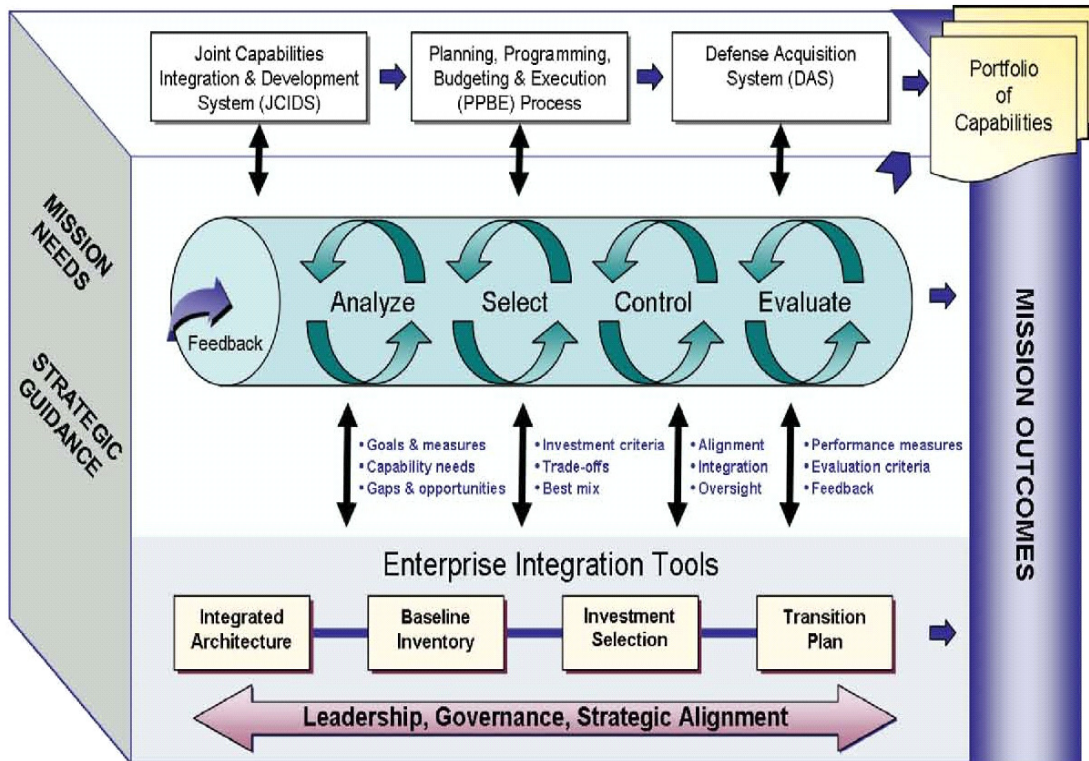 Joint Capabilities
Integration & Development
System (JCIDS)
Planning, Programming,
Budgeting & Execution
(PPBE) Process
Defense Acquisition
System (DAS)
Portfolio
of
Capabilities
MISSION
NEEDS
STRATEGIC
GUIDANCE
Feedback
Analyze
Select
Control
Evaluate
• Goals & measures
• Capability needs
• Gaps & opportunities
• Investment criteria
• Trade-offs
• Best mix
• Alignment
• Integration
• Oversight
• Performance measures
• Evaluation criteria
• Feedback
MISSION OUTCOMES
Enterprise Integration Tools
Integrated
Architecture
Baseline
Inventory
Investment
Selection
Transition
Plan
Leadership, Governance, Strategic Alignment